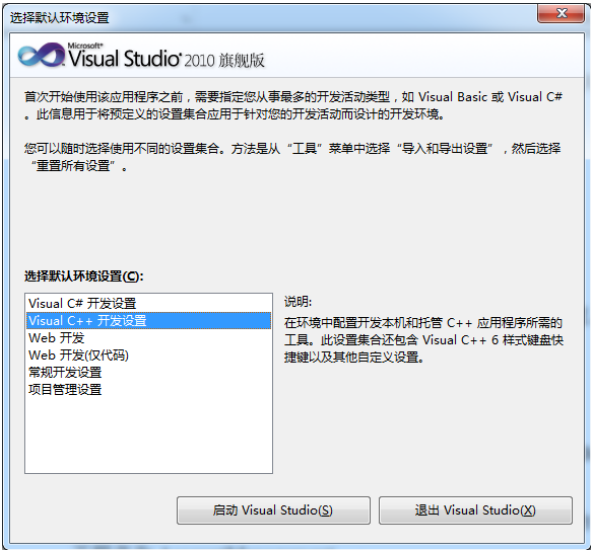 选择默认环境设置
Microsoft
Visual Studio 2010 旗舰版
首次开始使用该应用程序之前，需要指定您从事最多的开发活动类型，如 Visual Basic 或 Visual C#
。此信息用于将预定义的设置集合应用于针对您的开发活动而设计的开发环境。
您可以随时选择使用不同的设置集合。方法是从“工具”菜单中选择“导入和导出设置”，然后选择
“重置所有设置”。
选择默认环境设置(C):
Visual C# 开发设置
Visual C++ 开发设置
Web 开发
Web 开发(仅代码)
常规开发设置
项目管理设置
说明:
在环境中配置开发本机和托管 C++ 应用程序所需的
工具。此设置集合还包含 Visual C++ 6 样式键盘快
捷键以及其他自定义设置。
启动 Visual Studio(S)
退出 Visual Studio(X)